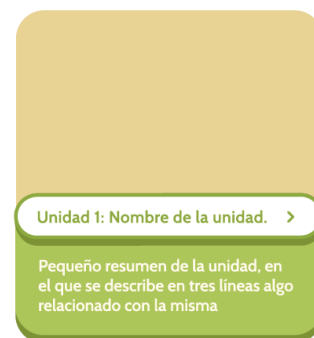 Unidad 1: Nombre de la unidad.
Pequeño resumen de la unidad, en
el que se describe en tres líneas algo
relacionado con la misma